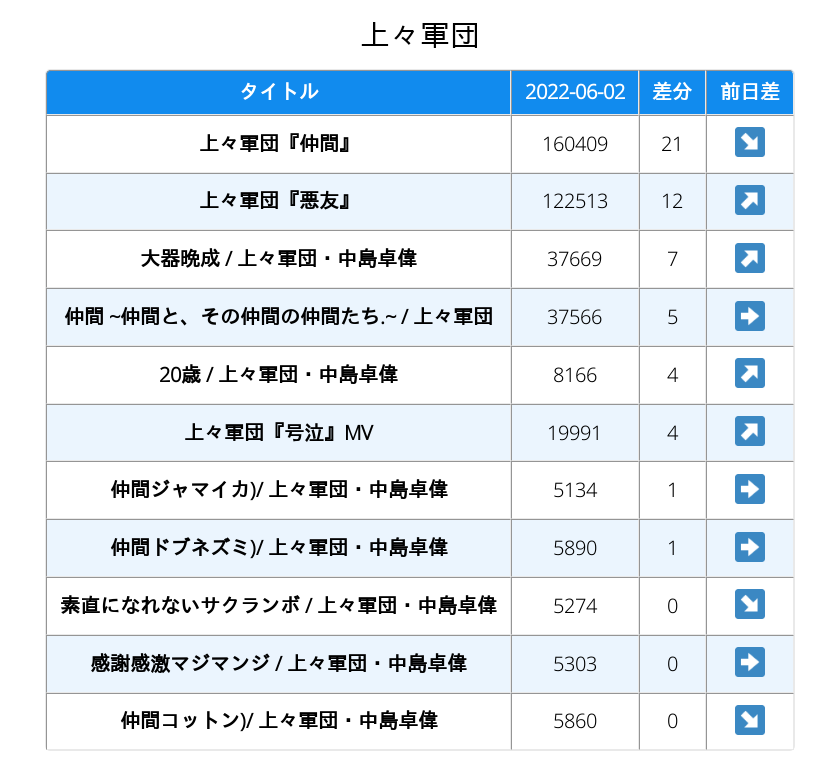 上々軍団
タイトル 2022-06-02 差分 前日差
上々軍団『仲間』 160409 21 ↘
上々軍団『悪友』 122513 12 ↗
大器晩成 / 上々軍団・中島卓偉 37669 7 ↗
仲間 ~仲間と、その仲間の仲間たち.~ / 上々軍団 37566 5 ➡
20歳 / 上々軍団・中島卓偉 8166 4 ↗
上々軍団『号泣』MV 19991 4 ↗
仲間ジャマイカ)/ 上々軍団・中島卓偉 5134 1 ➡
仲間ドブネズミ)/ 上々軍団・中島卓偉 5890 1 ➡
素直になれないサクランボ / 上々軍団・中島卓偉 5274 0 ↘
感謝感激マジマンジ / 上々軍団・中島卓偉 5303 0 ➡
仲間コットン)/ 上々軍団・中島卓偉 5860 0 ↘